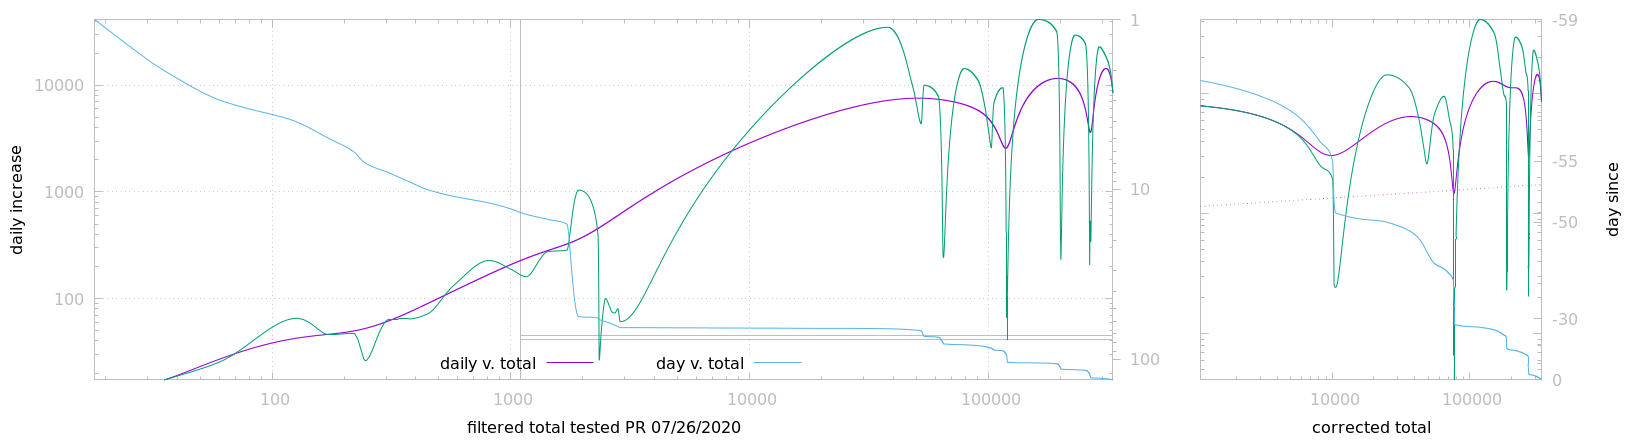 1
-59
10000
daily increase
-55
day since
1000
10
-50
100
-30
daily v. total
day v. total
100
0
100
1000
10000
100000
10000
100000
filtered total tested PR 07/26/2020
corrected total